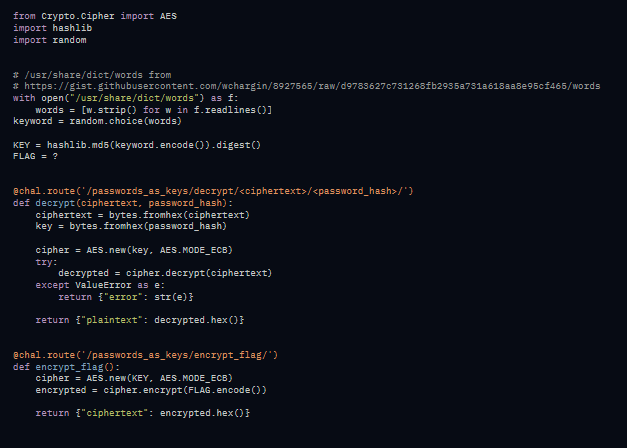 from Crypto.Cipher import AES
import hashlib
import random
# /usr/share/dict/words from
# https://gist.githubusercontent.com/wchargin/8927565/raw/d9783627c731268fb2935a731a618aa8e95cf465/words
with open("/usr/share/dict/words") as f:
    words = [w.strip() for w in f.readlines()]
keyword = random.choice(words)
KEY = hashlib.md5(keyword.encode()).digest()
FLAG = ?
@chal.route('/passwords_as_keys/decrypt/<ciphertext>/<password_hash>/')
def decrypt(ciphertext, password_hash):
    ciphertext = bytes.fromhex(ciphertext)
    key = bytes.fromhex(password_hash)
    cipher = AES.new(key, AES.MODE_ECB)
    try:
        decrypted = cipher.decrypt(ciphertext)
    except ValueError as e:
        return {"error": str(e)}
    return {"plaintext": decrypted.hex()}
@chal.route('/passwords_as_keys/encrypt_flag/')
def encrypt_flag():
    cipher = AES.new(KEY, AES.MODE_ECB)
    encrypted = cipher.encrypt(FLAG.encode())
    return {"ciphertext": encrypted.hex()}